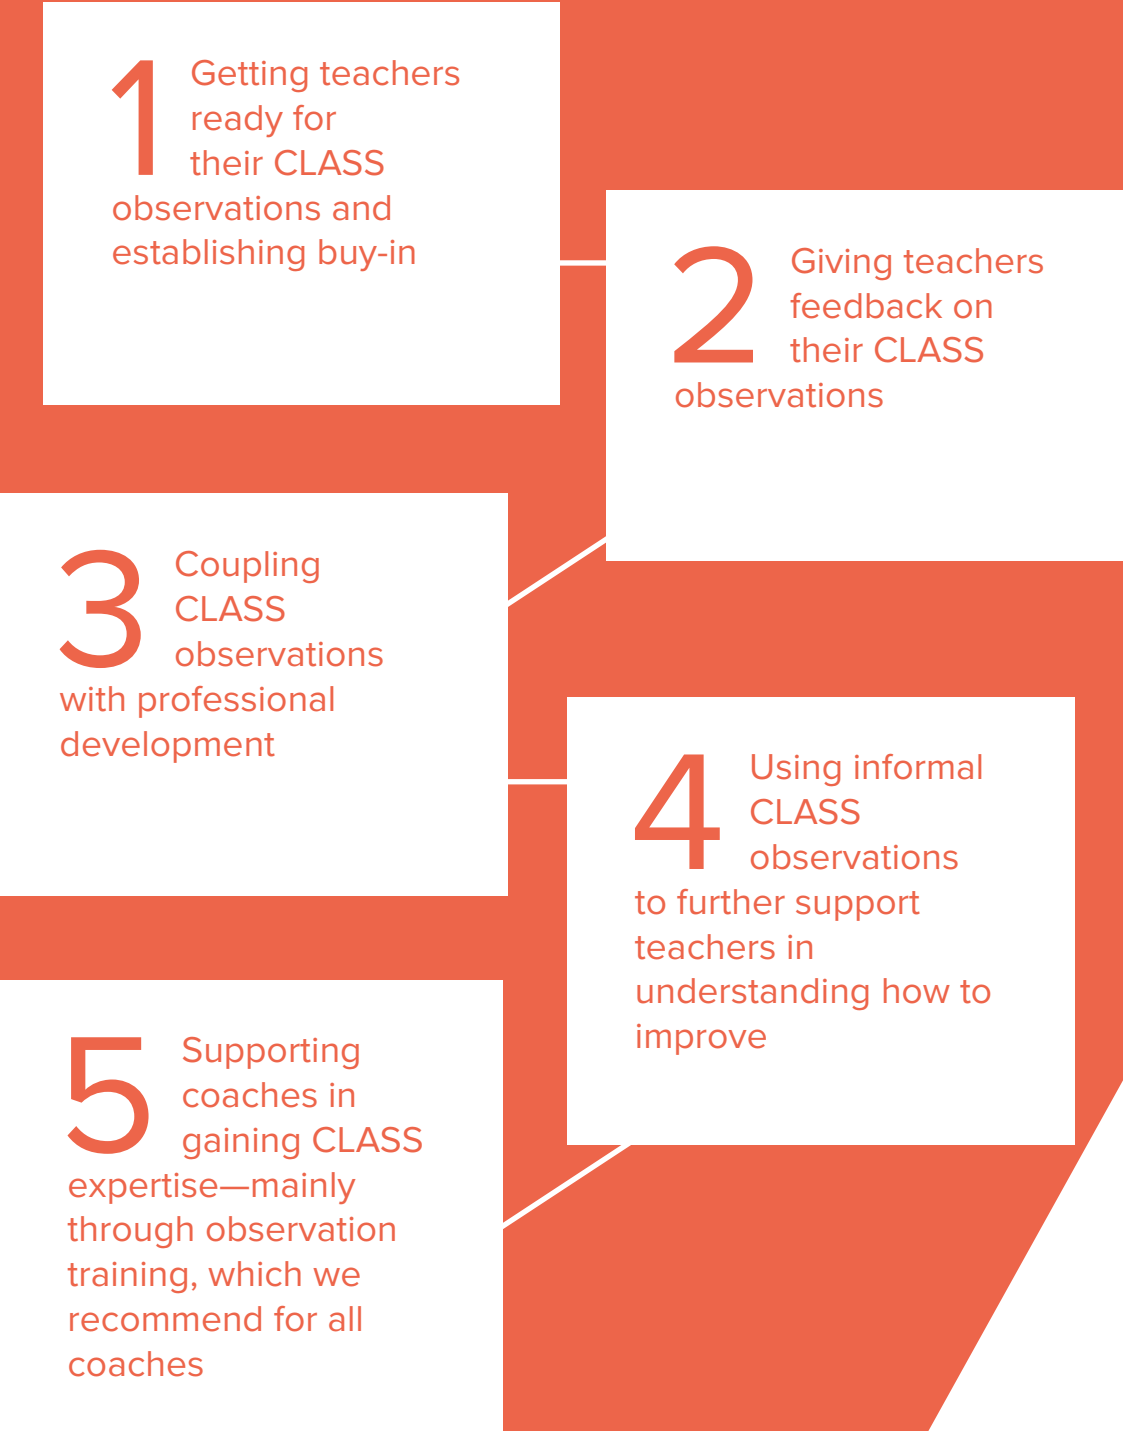 1
Getting teachers
ready for
their CLASS
observations and
establishing buy-in
2
Giving teachers
feedback on
their CLASS
observations
3
Coupling
CLASS
observations
with professional
development
4
Using informal
CLASS
observations
to further support
teachers in
understanding how to
improve
5
Supporting
coaches in
gaining CLASS
expertise—mainly
through observation
training, which we
recommend for all
coaches